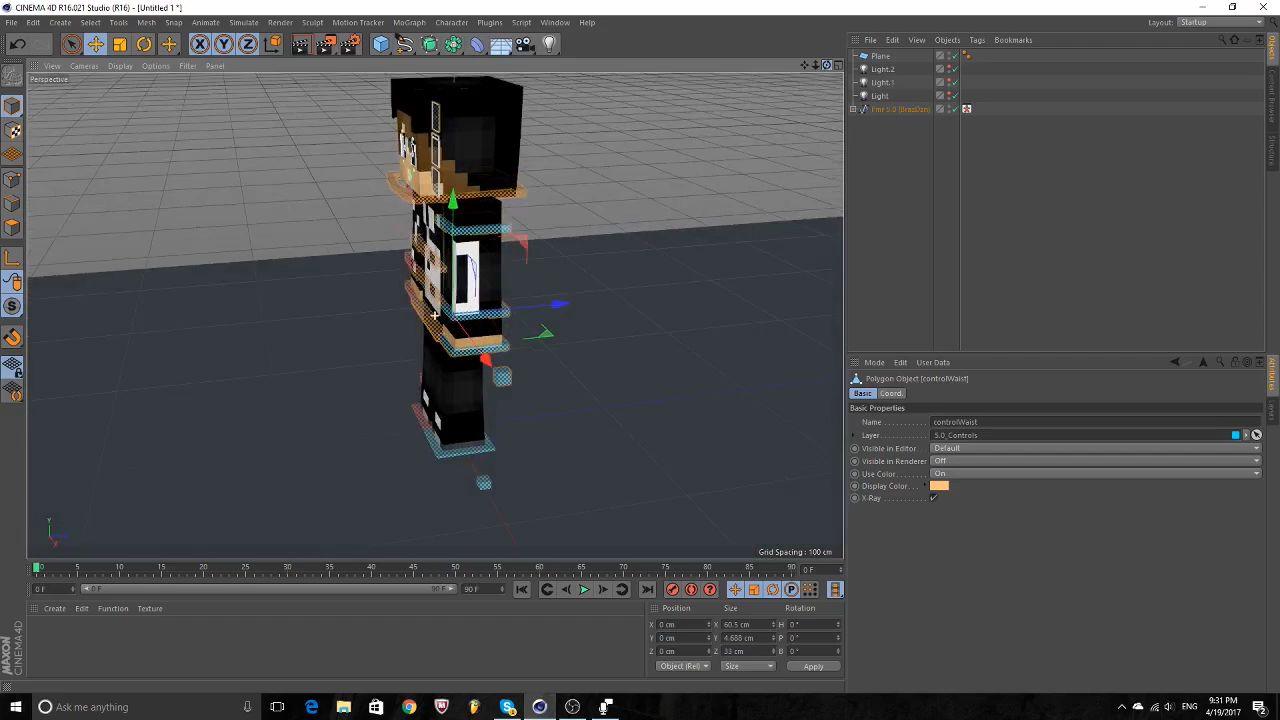 CINEMA 4D R16.021 Studio (R16) - [Untitled 1 *]
File Edit Create Select Tools Mesh Snap Animate Simulate Render Sculpt Motion Tracker MoGraph Character Plugins Script Window Help
Layout: Startup
View Cameras Display Options Filter Panel
Perspective
Grid Spacing : 100 cm
File Edit View Objects Tags Bookmarks
Plane
Light.2
Light.1
Light
Objects
Content Browser
Structure
Mode Edit User Data
Polygon Object [controlWaist]
Basic Coord.
Basic Properties
Name controlWaist
Layer 5.0_Controls
Visible in Editor Default
Visible in Renderer Off
Use Color On
Display Color
X-Ray
Attributes
Layers
0 5 10 15 20 25 30 35 40 45 50 55 60 65 70 75 80 85 90 0 F
0 F 0 F 90 F 90 F
Create Edit Function Texture
Position Size Rotation
X 0 cm X 60.5 cm H 0 °
Y 0 cm Y 4.688 cm P 0 °
Z 0 cm Z 33 cm B 0 °
Object (Rel) Size Apply
MAXON
CINEMA 4D
Ask me anything
ENG
9:31 PM
4/19/2017